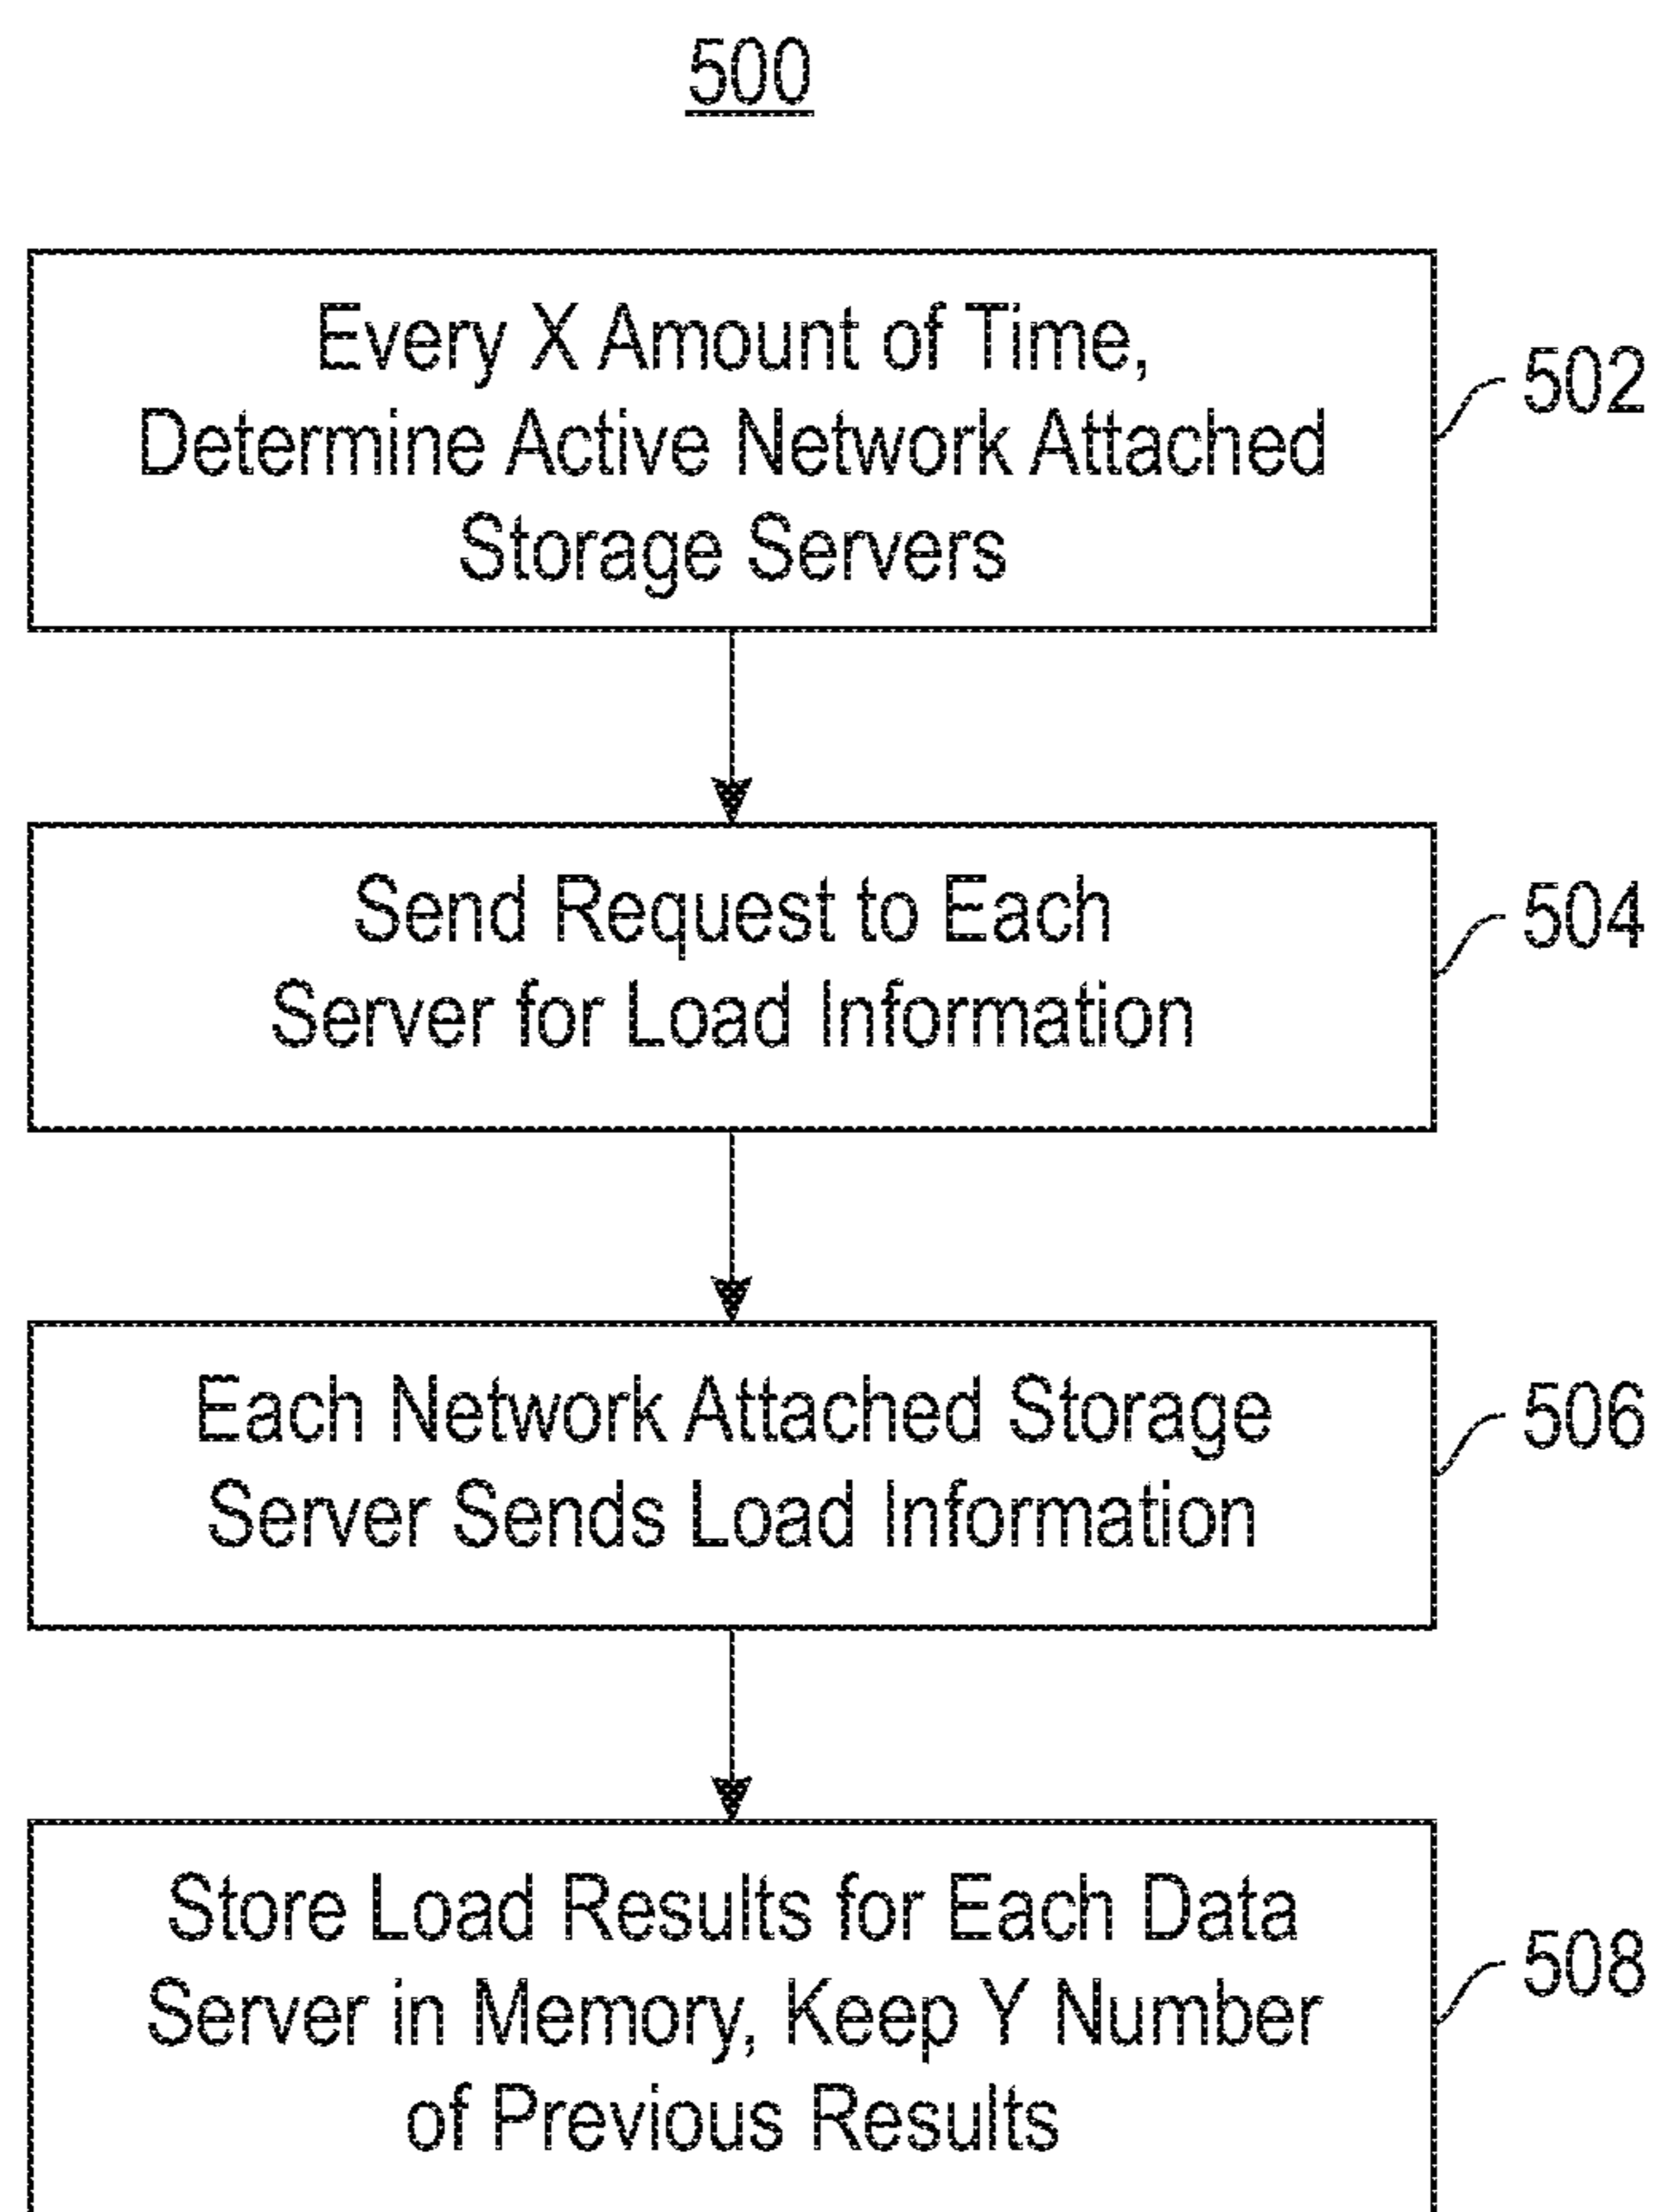 500
Every X Amount of Time,
Determine Active Network Attached
Storage Servers
502
Send Request to Each
Server for Load Information
504
Each Network Attached Storage
Server Sends Load Information
506
Store Load Results for Each Data
Server in Memory, Keep Y Number
of Previous Results
508